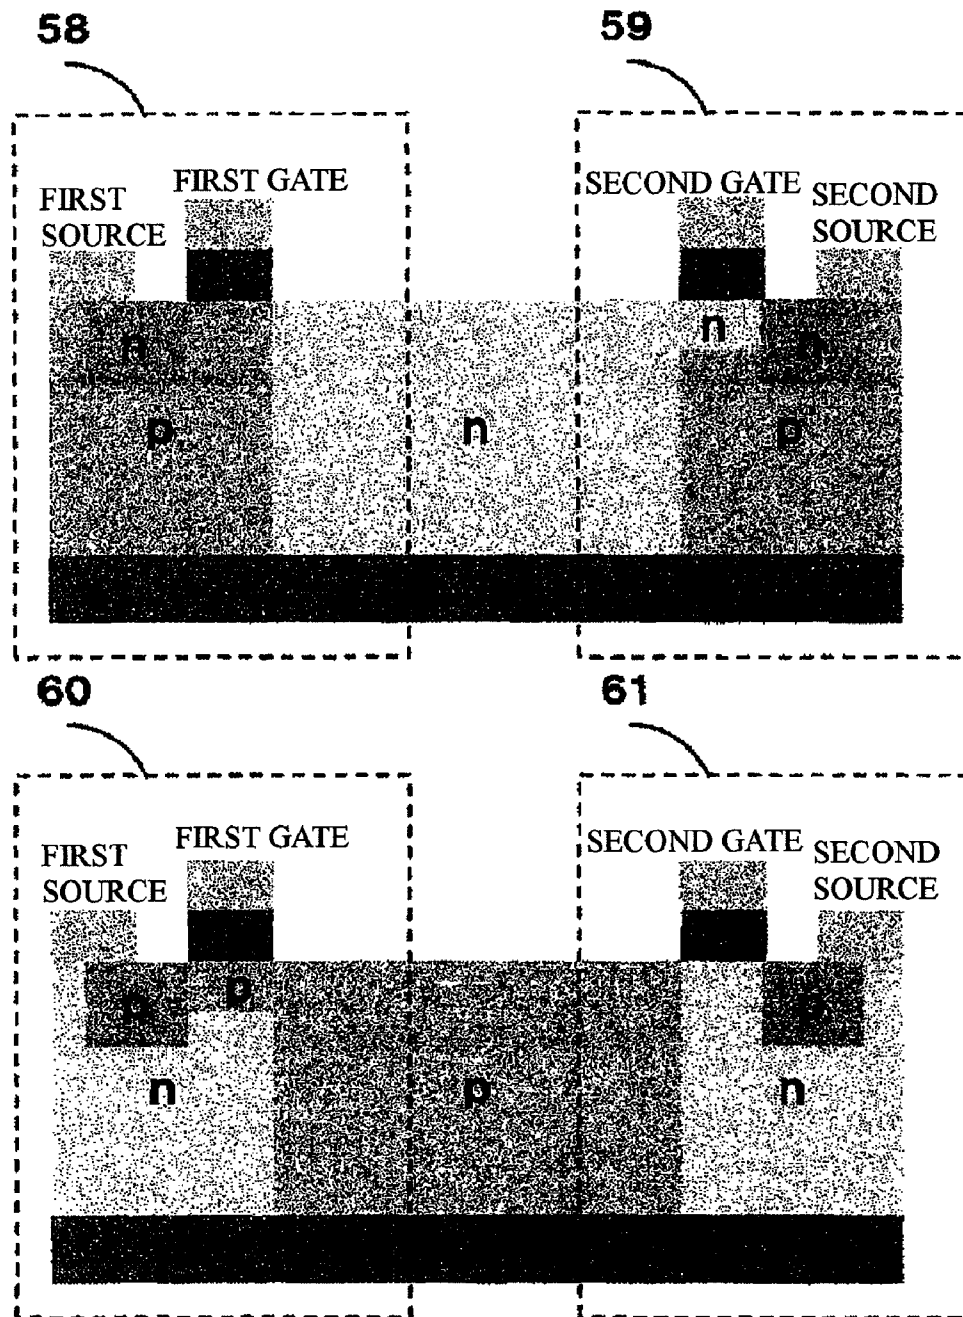 58
59
FIRST
SOURCE
FIRST GATE
SECOND GATE
SECOND
SOURCE
n
n
n
p
n
p
60
61
FIRST
SOURCE
FIRST GATE
SECOND GATE
SECOND
SOURCE
p
p
p
n
p
n